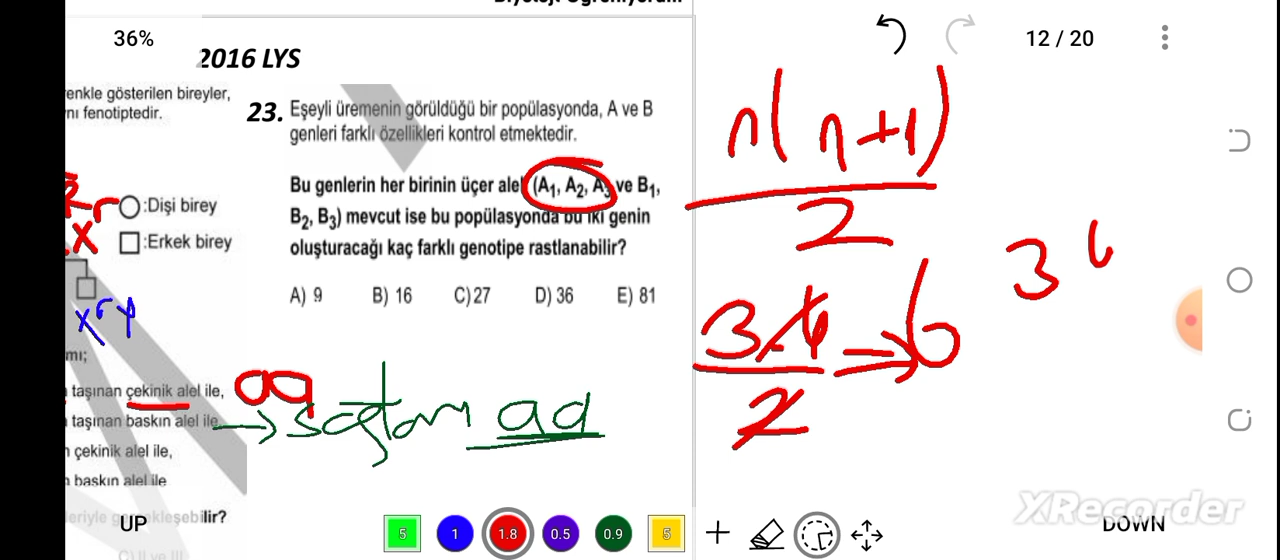 36%
12 / 20
2016 LYS
enkle gösterilen bireyler,
nı fenotiptedir.
:Dişi birey
:Erkek birey
mı;
taşınan çekinik alel ile,
taşınan baskın alel ile,
çekinik alel ile,
baskın alel ile
UP
23. Eşeyli üremenin görüldüğü bir popülasyonda, A ve B
genleri farklı özellikleri kontrol etmektedir.
Bu genlerin her birinin üçer alel (A1, A2, A3 ve B1,
B2, B3) mevcut ise bu popülasyonda bu iki genin
oluşturacağı kaç farklı genotipe rastlanabilir?
A) 9 B) 16 C) 27 D) 36 E) 81
aa
→ sağlam aa
n(n+1)
2
3.4 => 6
2
3
5 1 1.8 0.5 0.9 5
XRecorder
DOWN